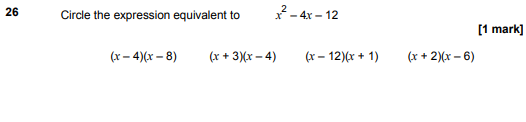 26 Circle the expression equivalent to x² – 4x – 12
[1 mark]
(x – 4)(x – 8) (x + 3)(x – 4) (x – 12)(x + 1) (x + 2)(x – 6)